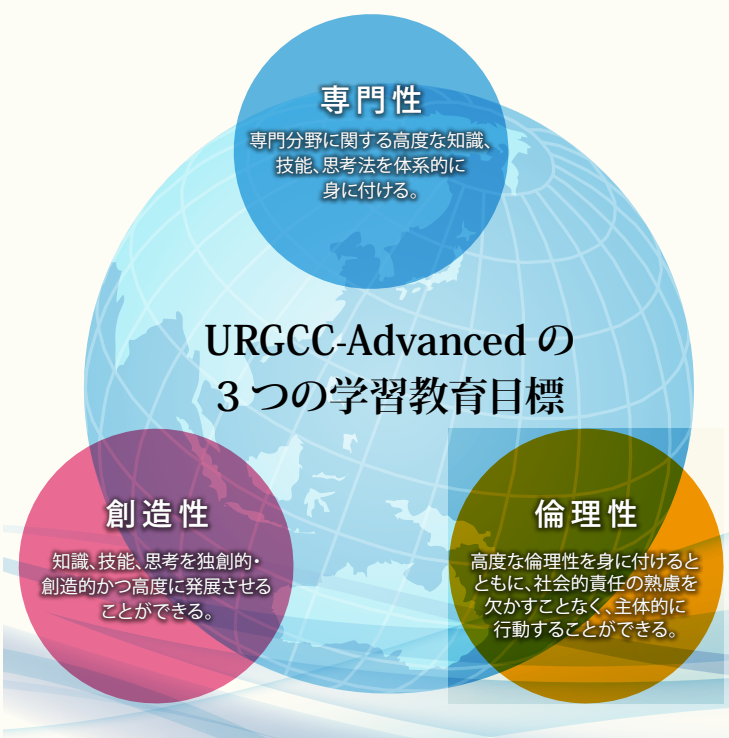 専門性
専門分野に関する高度な知識、
技能、思考法を体系的に
身に付ける。
URGCC-Advanced の
３つの学習教育目標
創造性
知識、技能、思考を独創的・
創造的かつ高度に発展させる
ことができる。
倫理性
高度な倫理性を身に付けると
ともに、社会的責任の熟慮を
欠かすことなく、主体的に
行動することができる。